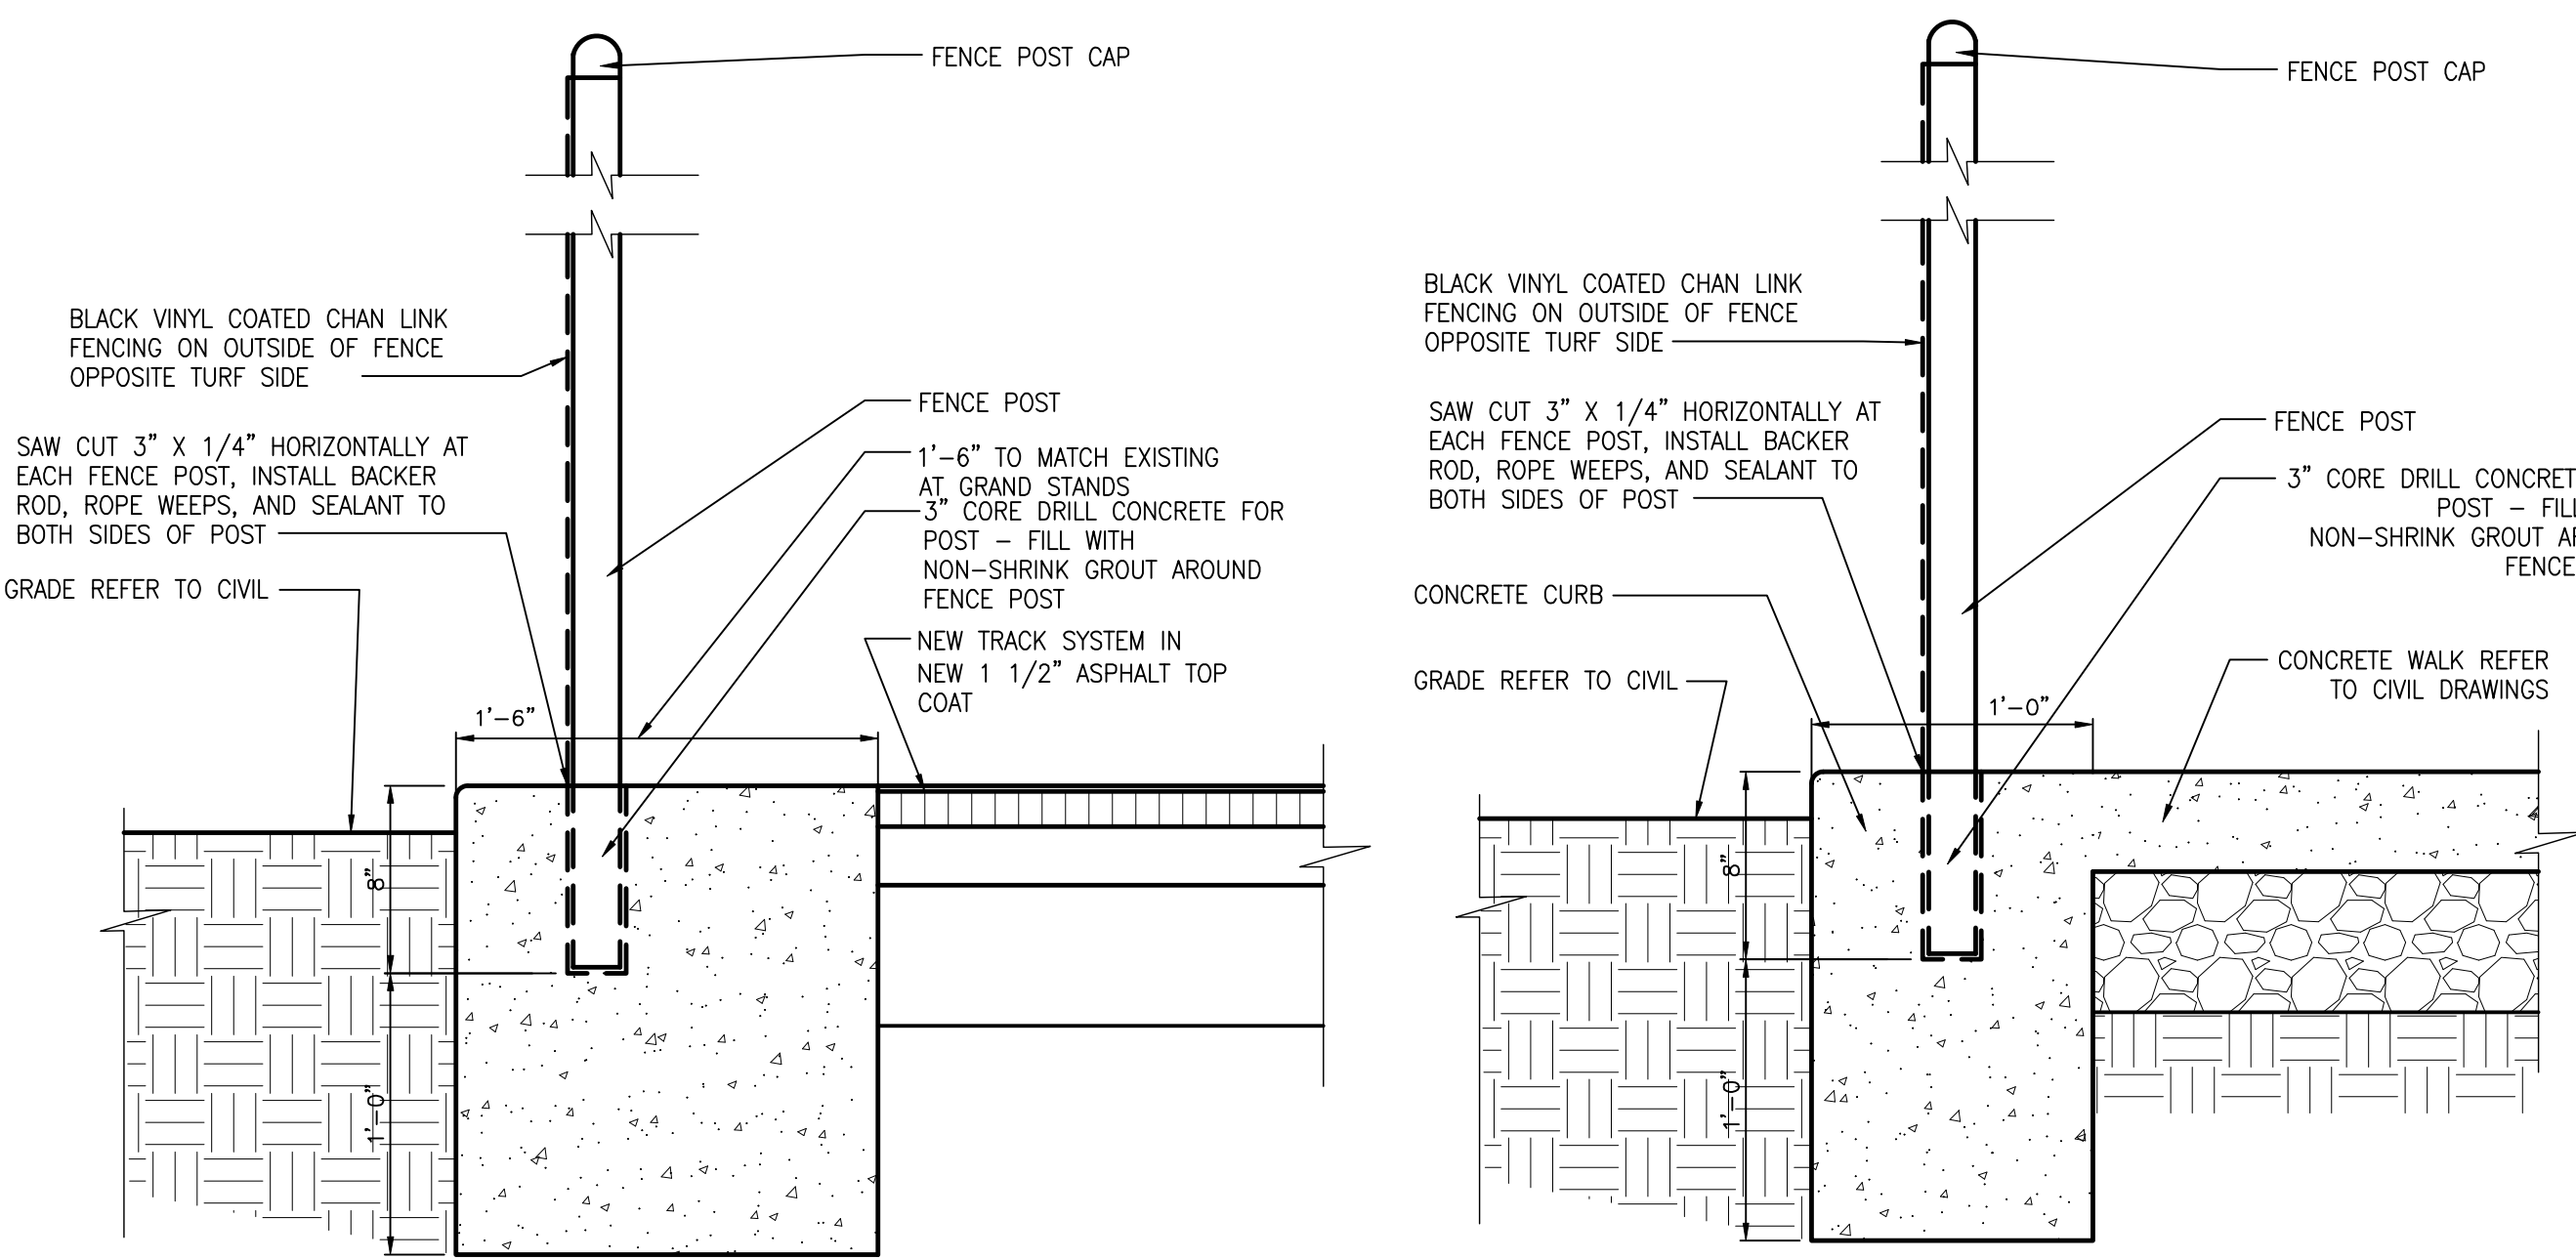 FENCE POST CAP
BLACK VINYL COATED CHAN LINK
FENCING ON OUTSIDE OF FENCE
OPPOSITE TURF SIDE
SAW CUT 3" X 1/4" HORIZONTALLY AT
EACH FENCE POST, INSTALL BACKER
ROD, ROPE WEEPS, AND SEALANT TO
BOTH SIDES OF POST
GRADE REFER TO CIVIL
FENCE POST
1'-6" TO MATCH EXISTING
AT GRAND STANDS
3" CORE DRILL CONCRETE FOR
POST – FILL WITH
NON-SHRINK GROUT AROUND
FENCE POST
NEW TRACK SYSTEM IN
NEW 1 1/2" ASPHALT TOP
COAT
1'-6"
8"
1'-0"
FENCE POST CAP
BLACK VINYL COATED CHAN LINK
FENCING ON OUTSIDE OF FENCE
OPPOSITE TURF SIDE
SAW CUT 3" X 1/4" HORIZONTALLY AT
EACH FENCE POST, INSTALL BACKER
ROD, ROPE WEEPS, AND SEALANT TO
BOTH SIDES OF POST
CONCRETE CURB
GRADE REFER TO CIVIL
FENCE POST
3" CORE DRILL
POST –
NON-SHRINK GROUT
FENCE
CONCRETE WALK REFER
TO CIVIL DRAWINGS
1'-0"
8"
1'-0"